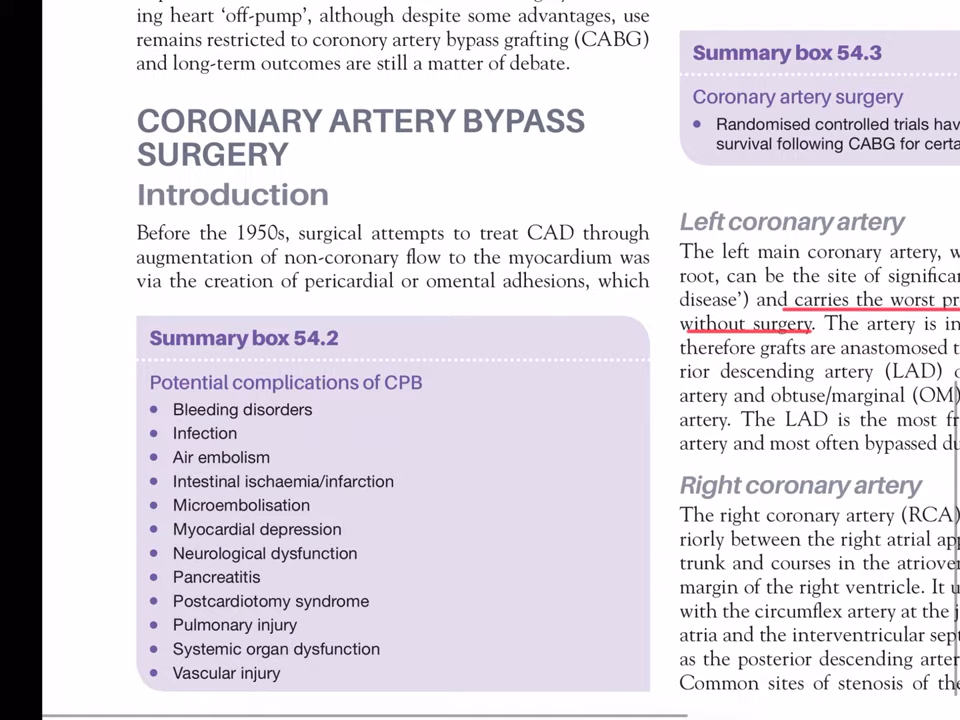 ing heart ‘off-pump’, although despite some advantages, use
remains restricted to coronory artery bypass grafting (CABG)
and long-term outcomes are still a matter of debate.
CORONARY ARTERY BYPASS
SURGERY
Introduction
Before the 1950s, surgical attempts to treat CAD through
augmentation of non-coronary flow to the myocardium was
via the creation of pericardial or omental adhesions, which
Summary box 54.2
Potential complications of CPB
• Bleeding disorders
• Infection
• Air embolism
• Intestinal ischaemia/infarction
• Microembolisation
• Myocardial depression
• Neurological dysfunction
• Pancreatitis
• Postcardiotomy syndrome
• Pulmonary injury
• Systemic organ dysfunction
• Vascular injury
Summary box 54.3
Coronary artery surgery
• Randomised controlled trials hav
survival following CABG for certa
Left coronary artery
The left main coronary artery, w
root, can be the site of significan
disease’) and carries the worst pr
without surgery. The artery is in
therefore grafts are anastomosed t
rior descending artery (LAD) o
artery and obtuse/marginal (OM)
artery. The LAD is the most fr
artery and most often bypassed du
Right coronary artery
The right coronary artery (RCA)
riorly between the right atrial app
trunk and courses in the atriover
margin of the right ventricle. It u
with the circumflex artery at the j
atria and the interventricular sept
as the posterior descending arter
Common sites of stenosis of the